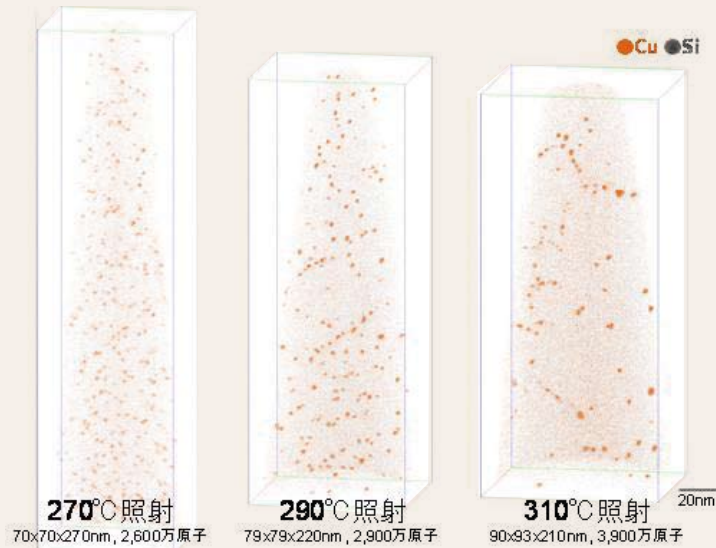 ●Cu ●Si
270℃照射
70x70x270nm , 2,600万原子
290℃照射
79x79x220nm , 2,900万原子
310℃照射
90x93x210nm , 3,900万原子
20nm